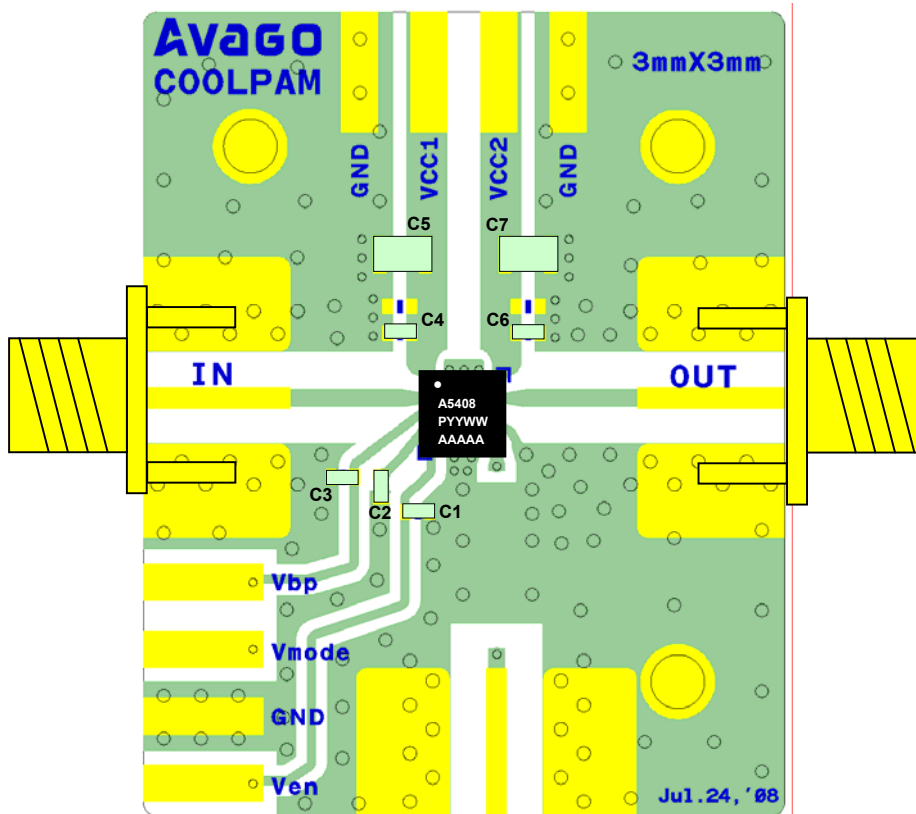 Avago
COOLPAM
3mmX3mm
GND
VCC1
VCC2
GND
C5
C7
C4
C6
IN
OUT
A5408
PYYWW
AAAAA
C3
C2
C1
Vbp
Vmode
GND
Ven
Jul.24,'08